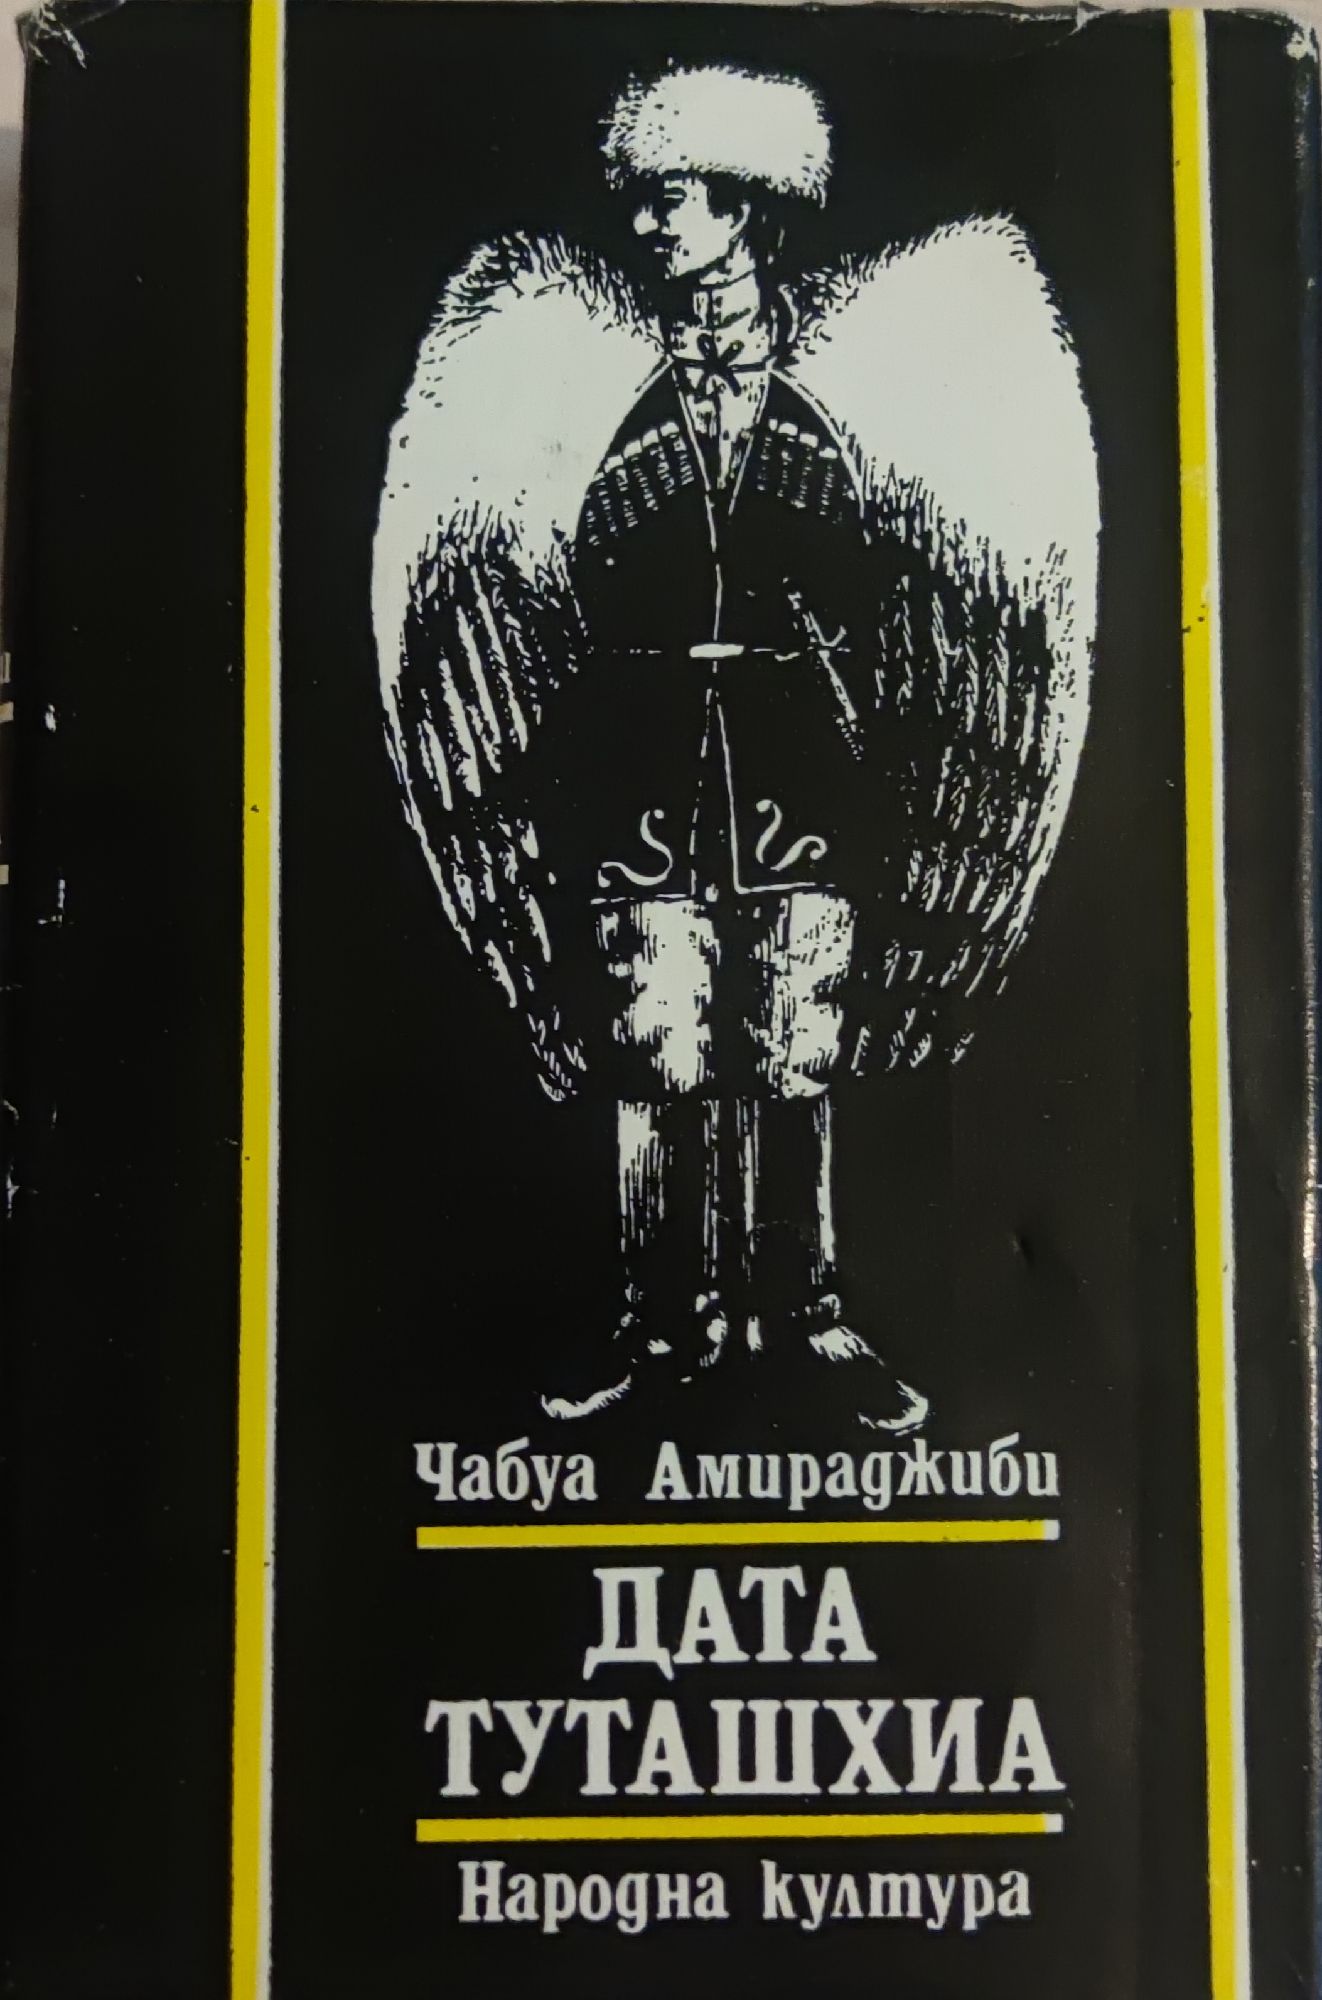 Чабуа Амираджиби
ДАТА
ТУТАШХИА
Народна култура